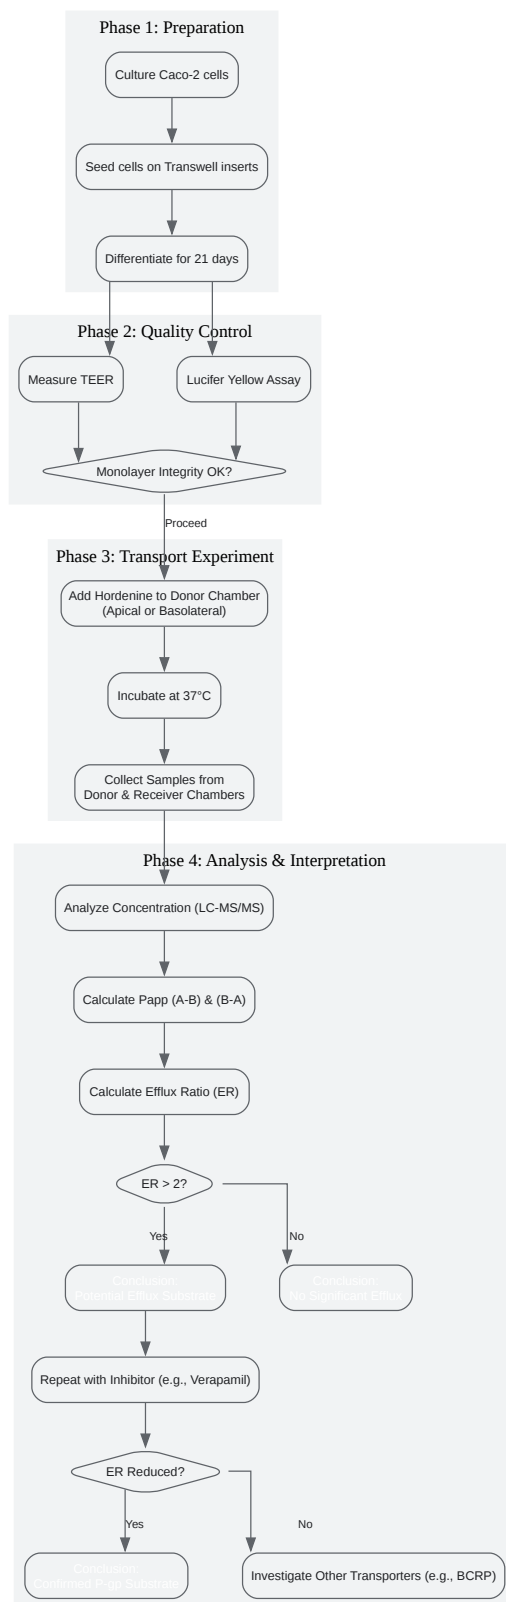 Phase 1: Preparation
Culture Caco-2 cells
Seed cells on Transwell inserts
Differentiate for 21 days
Phase 2: Quality Control
Measure TEER
Lucifer Yellow Assay
Monolayer Integrity OK?
Proceed
Phase 3: Transport Experiment
Add Hordenine to Donor Chamber
(Apical or Basolateral)
Incubate at 37°C
Collect Samples from
Donor & Receiver Chambers
Phase 4: Analysis & Interpretation
Analyze Concentration (LC-MS/MS)
Calculate Papp (A-B) & (B-A)
Calculate Efflux Ratio (ER)
ER > 2?
Yes
No
Conclusion:
Potential Efflux Substrate
Conclusion:
No Significant Efflux
Repeat with Inhibitor (e.g., Verapamil)
ER Reduced?
Yes
No
Conclusion:
Confirmed P-gp Substrate
Investigate Other Transporters (e.g., BCRP)